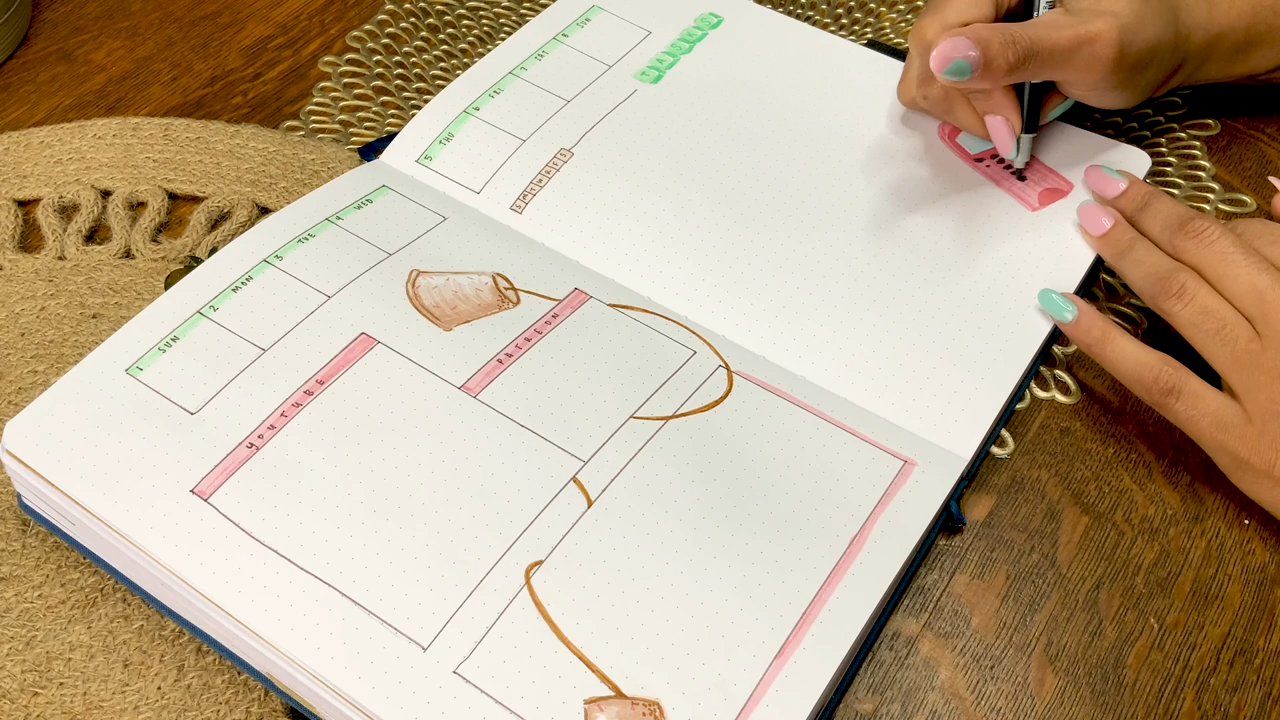 1 SUN
2 MON
3 TUE
4 WED
YOUTUBE
PATREON
5 THU
6 FRI
7 SAT
8 SUN
TASKS